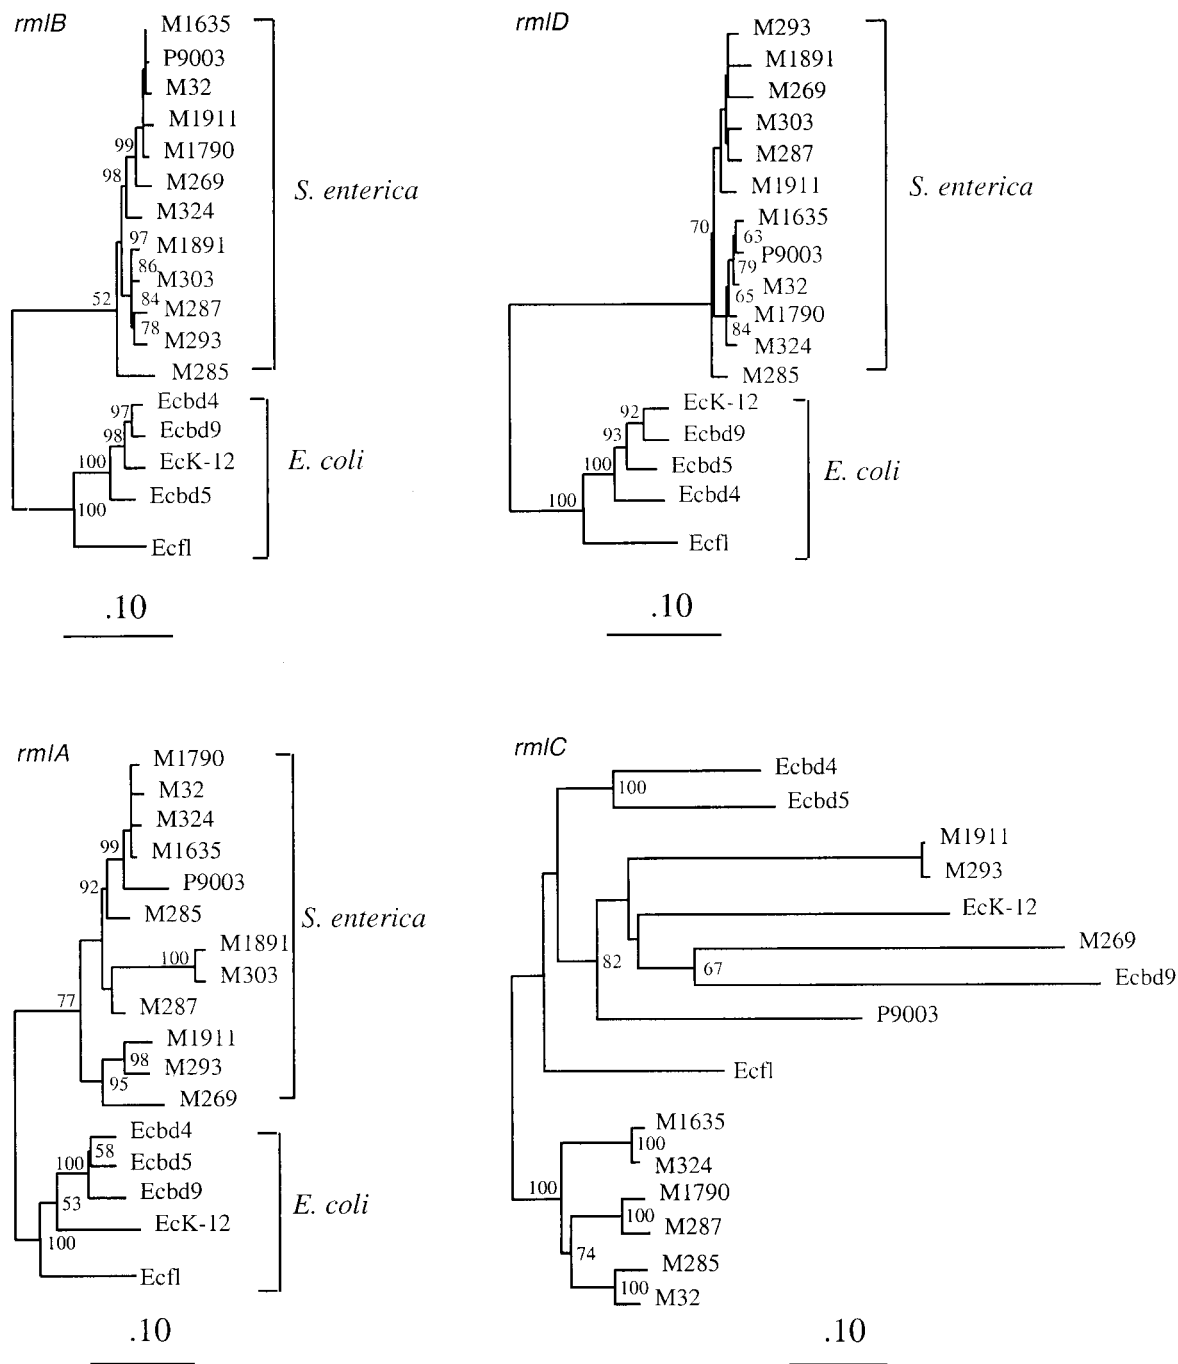 rmlB
M1635
P9003
M32
M1911
99
M1790
98
M269
M324
97
M1891
86
M303
52
84
M287
78
M293
M285
S. enterica
Ecbd4
97
Ecbd9
98
EcK-12
100
Ecbd5
100
Ecfl
E. coli
.10
rmlD
M293
M1891
M269
M303
M287
M1911
70
M1635
63
P9003
79
M32
65
M1790
84
M324
M285
S. enterica
EcK-12
92
Ecbd9
93
Ecbd5
100
Ecbd4
100
Ecfl
E. coli
.10
rmlA
M1790
M32
M324
99
M1635
P9003
92
M285
M1891
100
M303
77
M287
M1911
98
M293
95
M269
S. enterica
Ecbd4
58
100
Ecbd5
Ecbd9
53
EcK-12
100
Ecfl
E. coli
.10
rmlC
Ecbd4
100
Ecbd5
M1911
M293
EcK-12
M269
82
67
Ecbd9
P9003
Ecfl
M1635
100
M324
100
M1790
100
M287
74
M285
100
M32
.10